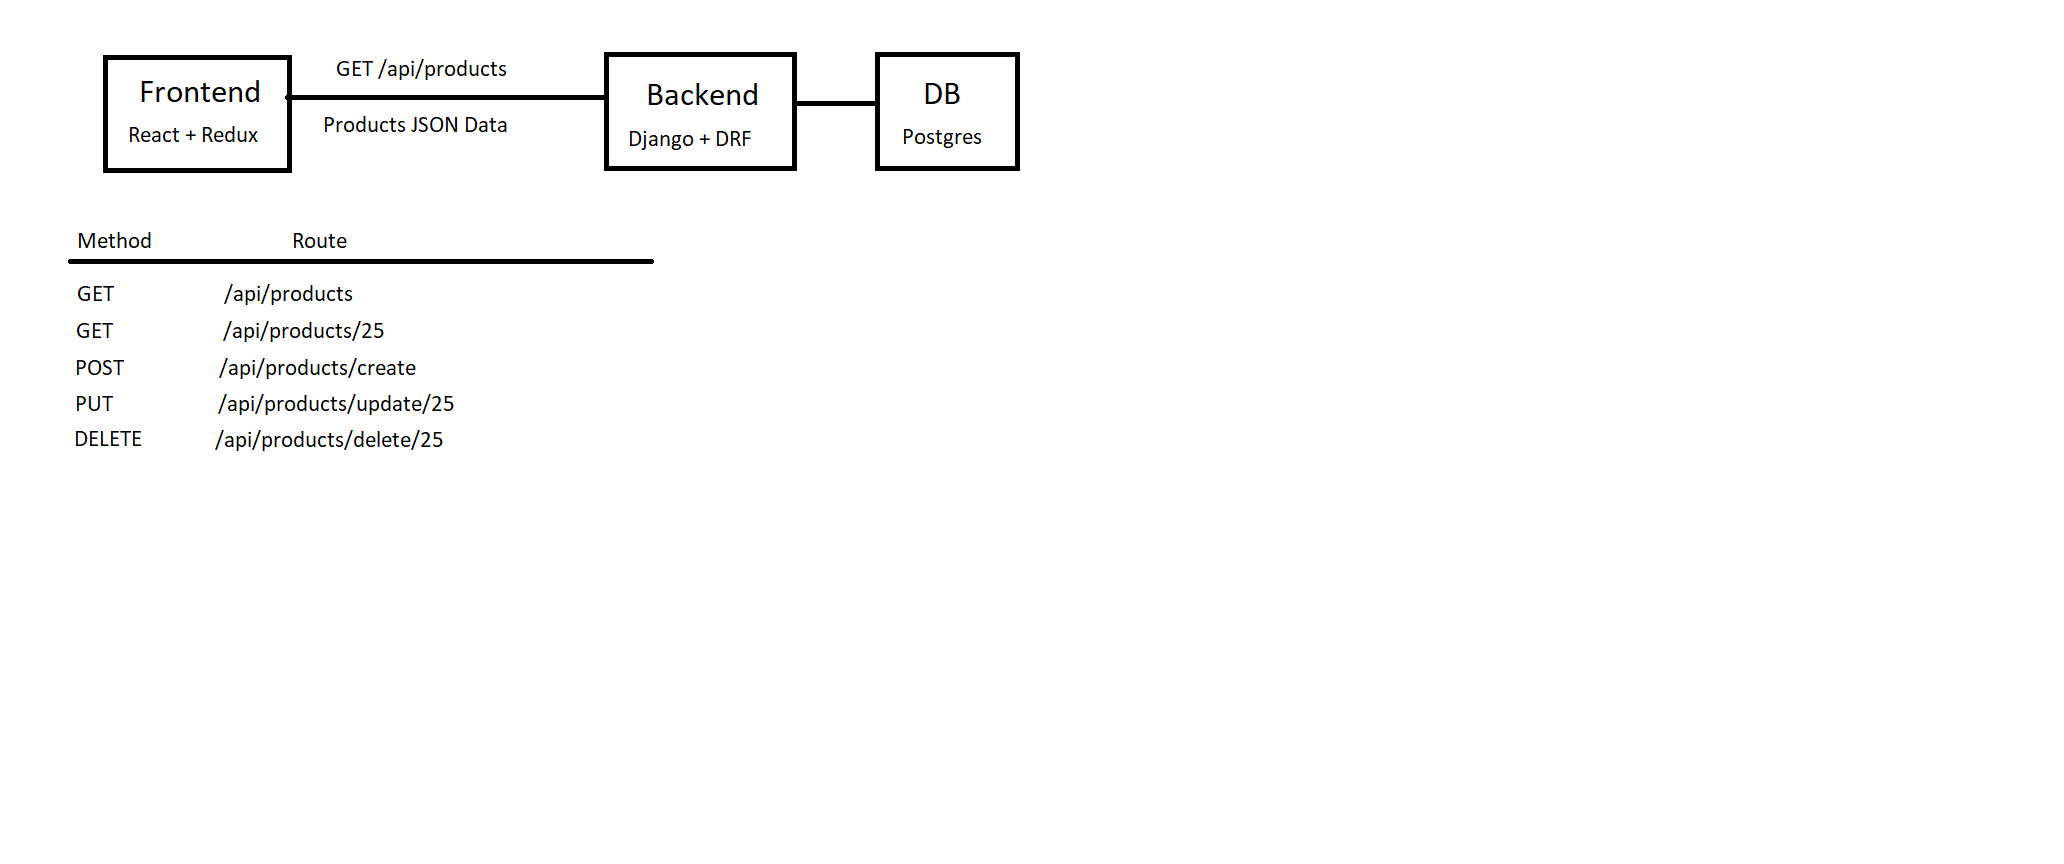 Frontend
React + Redux
GET /api/products
Products JSON Data
Backend
Django + DRF
DB
Postgres
Method Route
GET /api/products
GET /api/products/25
POST /api/products/create
PUT /api/products/update/25
DELETE /api/products/delete/25